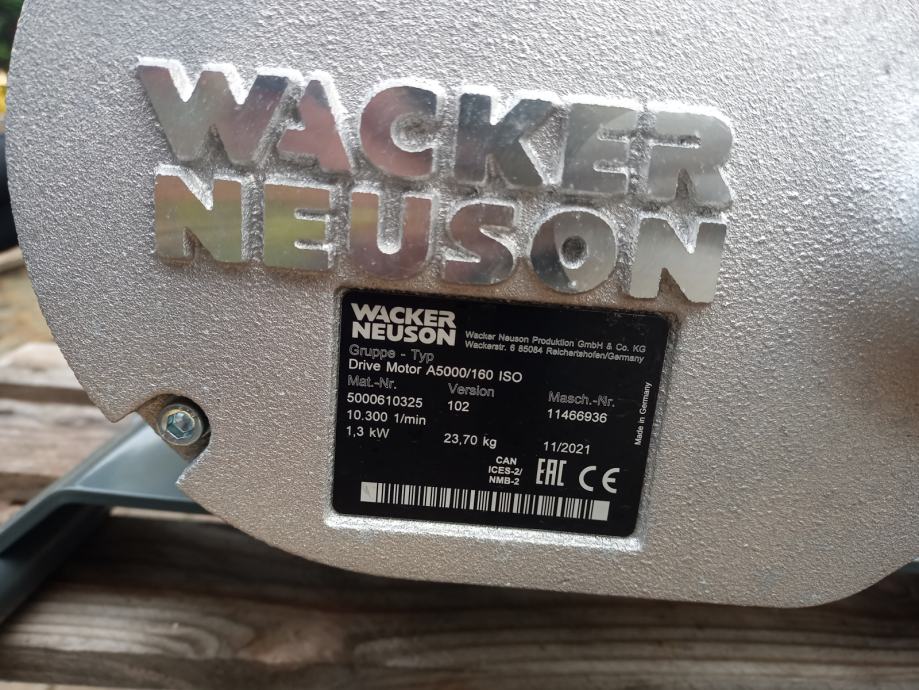 WACKER
NEUSON
WACKER
NEUSON
Wacker Neuson Produktion GmbH & Co. KG
Wackerstr. 6 85084 Reichertshofen/Germany
Gruppe - Typ
Drive Motor A5000/160 ISO
Mat.-Nr. Version Masch.-Nr.
5000610325 102 11466936
10.300 1/min
1,3 kW 23,70 kg 11/2021
Made in Germany
CAN
ICES-2/
NMB-2
EAC CE